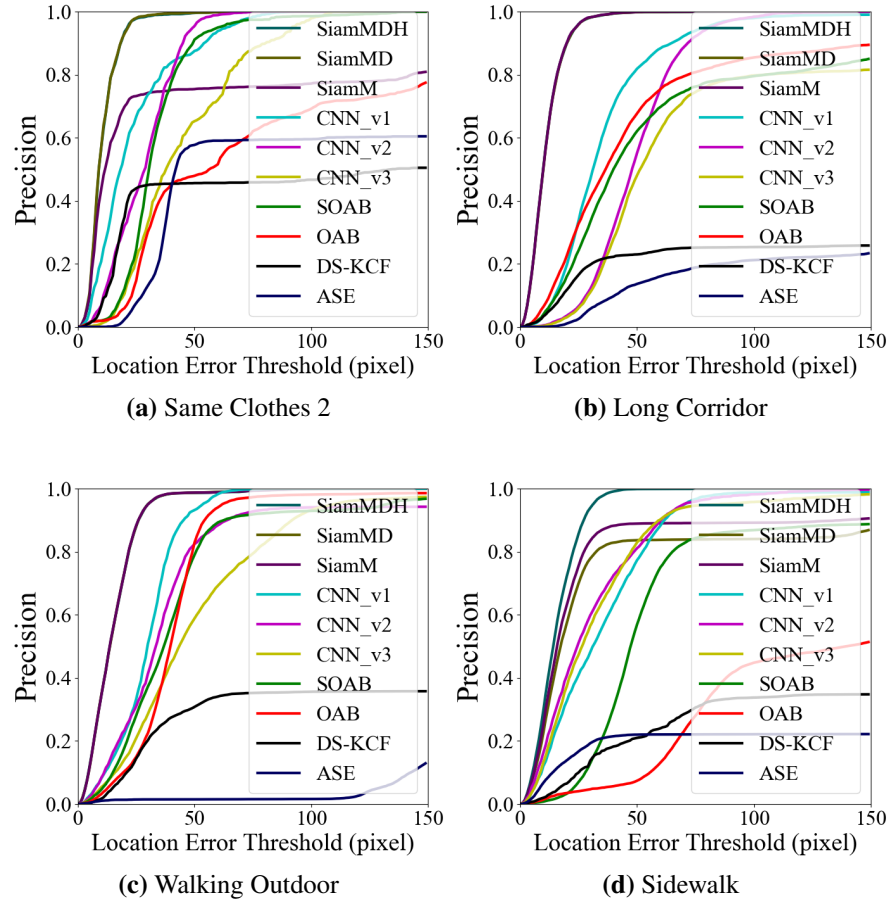 Precision
1.0
0.8
0.6
0.4
0.2
0.0
0
50
100
150
Location Error Threshold (pixel)
SiamMDH
SiamMD
SiamM
CNN_v1
CNN_v2
CNN_v3
SOAB
OAB
DS-KCF
ASE
(a) Same Clothes 2
Precision
1.0
0.8
0.6
0.4
0.2
0.0
0
50
100
150
Location Error Threshold (pixel)
SiamMDH
SiamMD
SiamM
CNN_v1
CNN_v2
CNN_v3
SOAB
OAB
DS-KCF
ASE
(b) Long Corridor
Precision
1.0
0.8
0.6
0.4
0.2
0.0
0
50
100
150
Location Error Threshold (pixel)
SiamMDH
SiamMD
SiamM
CNN_v1
CNN_v2
CNN_v3
SOAB
OAB
DS-KCF
ASE
(c) Walking Outdoor
Precision
1.0
0.8
0.6
0.4
0.2
0.0
0
50
100
150
Location Error Threshold (pixel)
SiamMDH
SiamMD
SiamM
CNN_v1
CNN_v2
CNN_v3
SOAB
OAB
DS-KCF
ASE
(d) Sidewalk